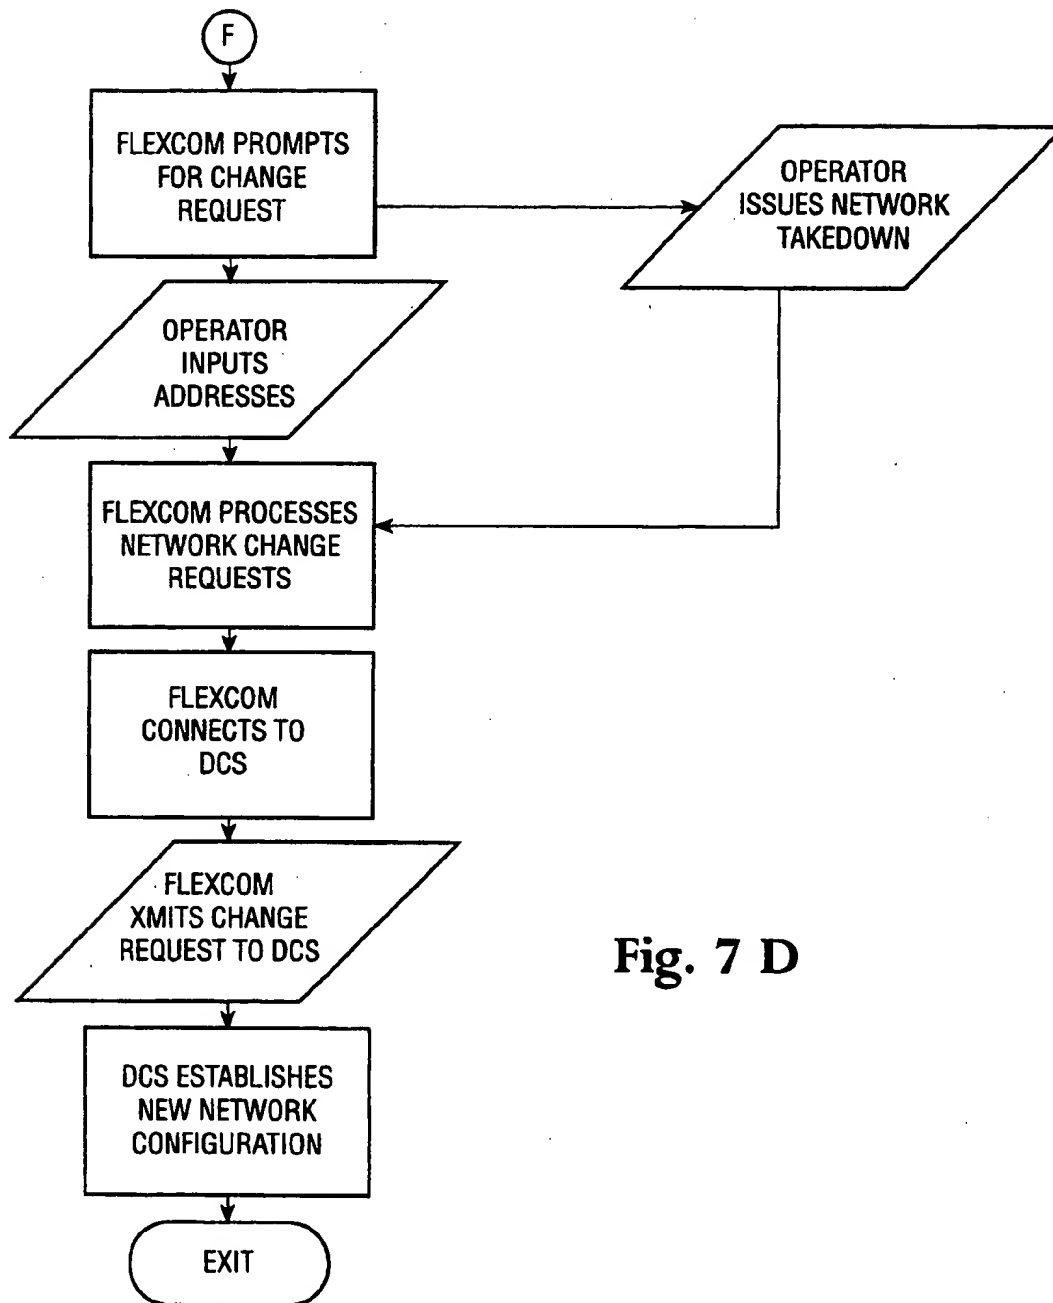 F
FLEXCOM PROMPTS
FOR CHANGE
REQUEST
OPERATOR
ISSUES NETWORK
TAKEDOWN
OPERATOR
INPUTS
ADDRESSES
FLEXCOM PROCESSES
NETWORK CHANGE
REQUESTS
FLEXCOM
CONNECTS TO
DCS
FLEXCOM
XMITS CHANGE
REQUEST TO DCS
Fig. 7 D
DCS ESTABLISHES
NEW NETWORK
CONFIGURATION
EXIT